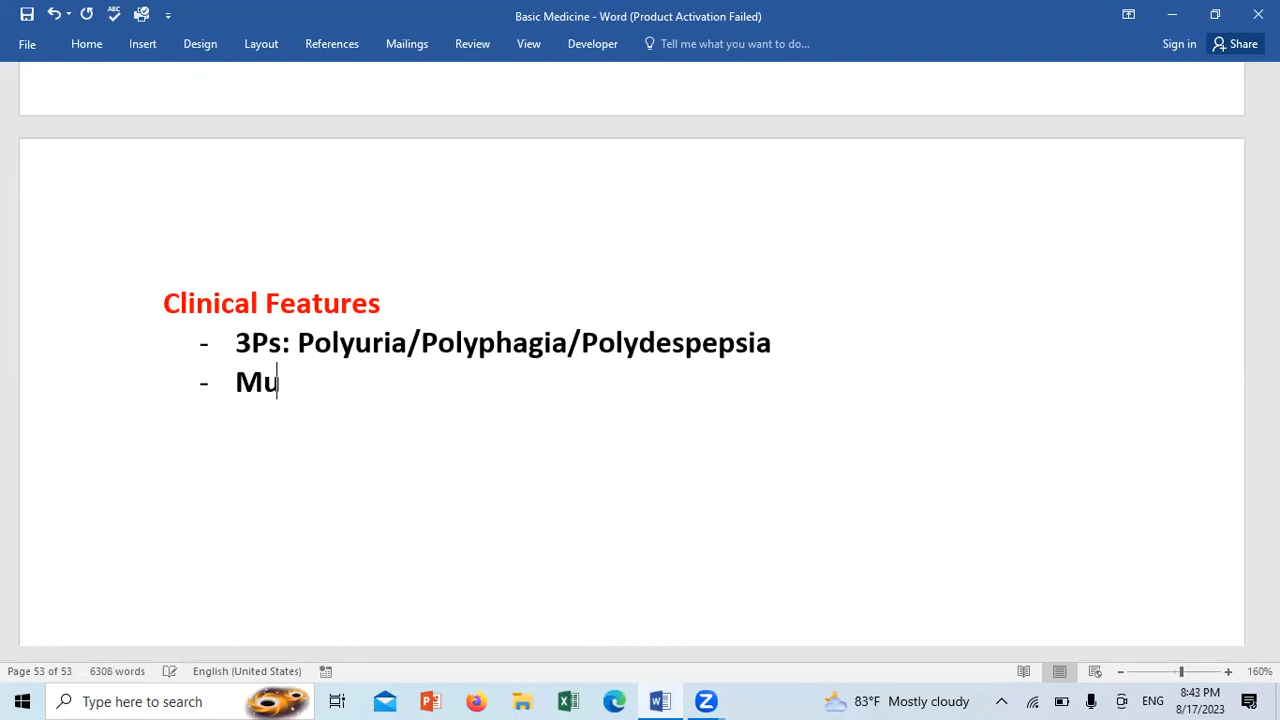 Basic Medicine - Word (Product Activation Failed)
File Home Insert Design Layout References Mailings Review View Developer Tell me what you want to do... Sign in Share
Clinical Features
- 3Ps: Polyuria/Polyphagia/Polydespepsia
- Mu
Page 53 of 53 6308 words English (United States) 160%
Type here to search 83°F Mostly cloudy ENG 8:43 PM
8/17/2023